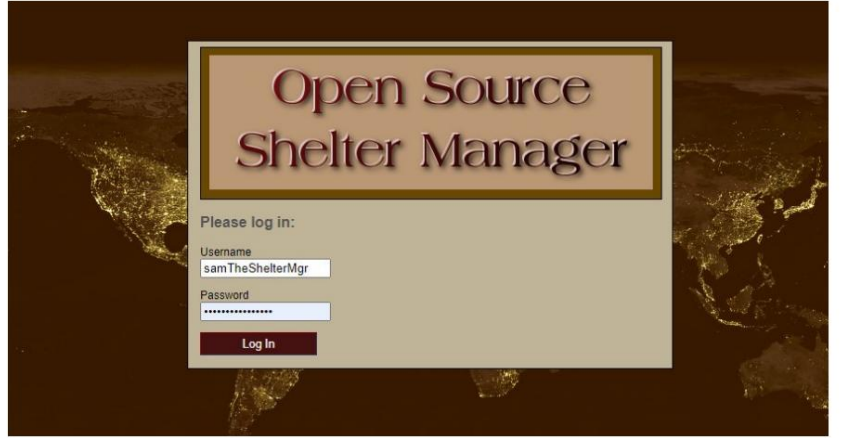 Open Source
Shelter Manager
Please log in:
Username
samTheShelterMgr
Password
••••••••••••••••
Log In